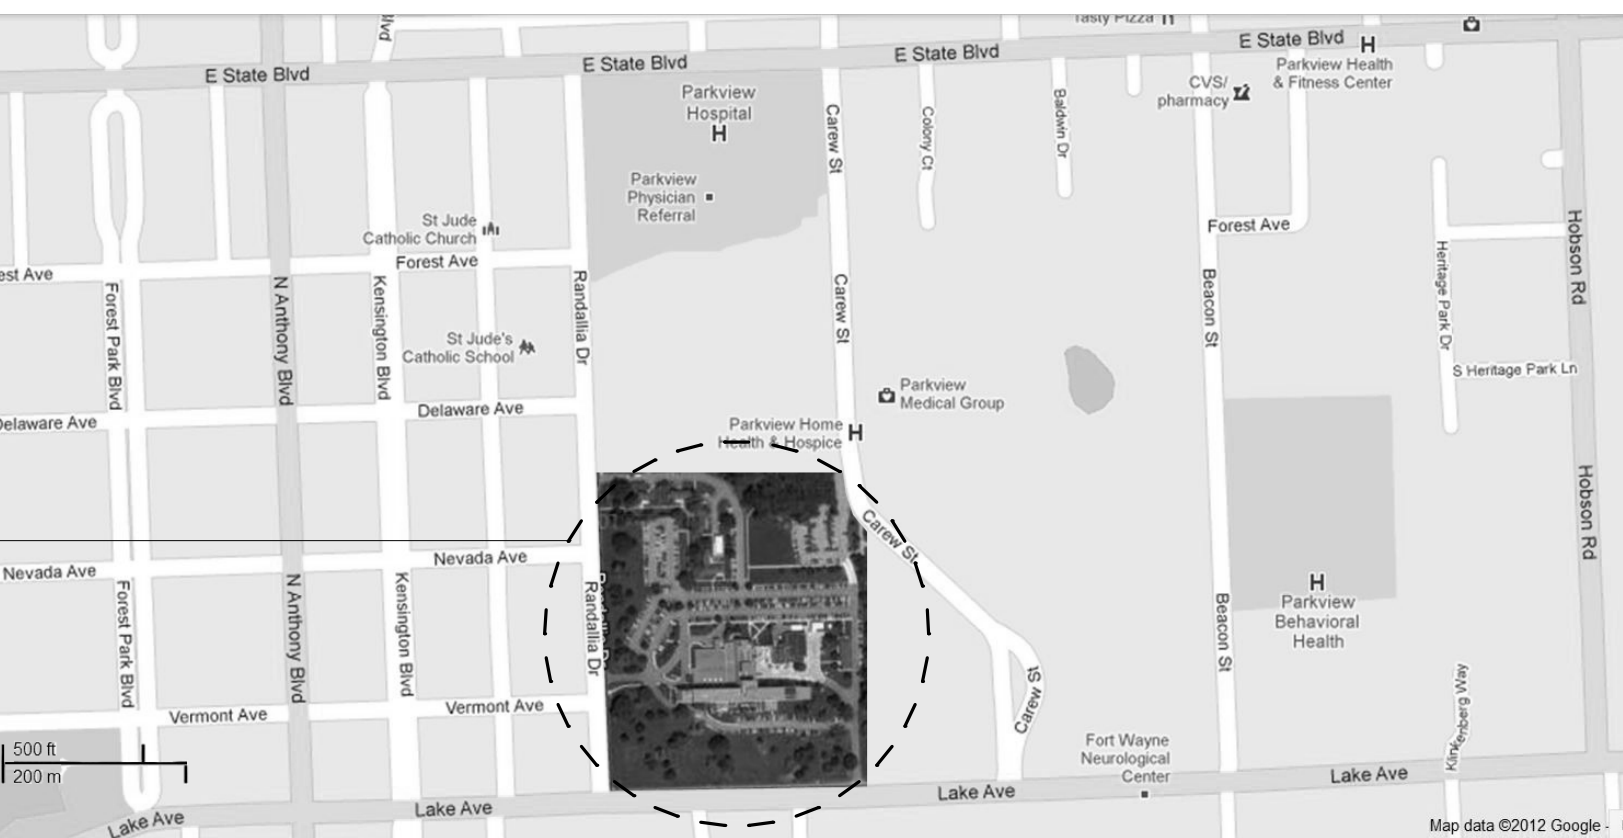 Blvd
Tasty Pizza
E State Blvd
E State Blvd
E State Blvd
E State Blvd
Parkview
Hospital
H
Parkview
Physician
Referral
H
Parkview Health
& Fitness Center
CVS/
pharmacy
Carew St
Colony Ct
Baldwin Dr
St Jude
Catholic Church
Forest Ave
est Ave
Forest Ave
Forest Park Blvd
N Anthony Blvd
Kensington Blvd
Randallia Dr
Carew St
Beacon St
Heritage Park Dr
Hobson Rd
St Jude's
Catholic School
S Heritage Park Ln
Parkview
Medical Group
Delaware Ave
Delaware Ave
Parkview Home
Health & Hospice
H
Hobson Rd
Carew St
Nevada Ave
Nevada Ave
Forest Park Blvd
N Anthony Blvd
Kensington Blvd
Randallia Dr
Beacon St
H
Parkview
Behavioral
Health
Carew St
Klinkenberg Way
Vermont Ave
Vermont Ave
500 ft
200 m
Fort Wayne
Neurological
Center
Lake Ave
Lake Ave
Lake Ave
Lake Ave
Map data ©2012 Google -